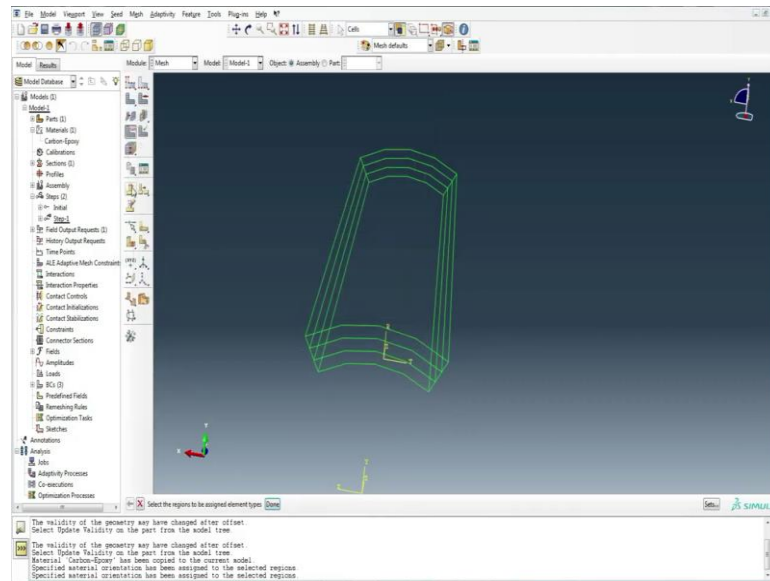 File Model Viewport View Seed Mesh Adaptivity Feature Tools Plug-ins Help
Cells
Mesh defaults
Model Results
Module: Mesh Model: Model-1 Object: Assembly Part:
Model Database
Models (1)
Model-1
Parts (1)
Materials (1)
Carbon-Epoxy
Calibrations
Sections (1)
Profiles
Assembly
Steps (2)
Initial
Step-1
Field Output Requests (1)
History Output Requests
Time Points
ALE Adaptive Mesh Constraint
Interactions
Interaction Properties
Contact Controls
Contact Initializations
Contact Stabilizations
Constraints
Connector Sections
Fields
Amplitudes
Loads
BCs (3)
Predefined Fields
Remeshing Rules
Optimization Tasks
Sketches
Annotations
Analysis
Jobs
Adaptivity Processes
Co-executions
Optimization Processes
Y
X
Select the regions to be assigned element types Done
Sets... SIMUL
The validity of the geometry may have changed after offset.
Select Update Validity on the part from the model tree.
The validity of the geometry may have changed after offset.
Select Update Validity on the part from the model tree.
Material 'Carbon-Epoxy' has been copied to the current model.
Specified material orientation has been assigned to the selected regions.
Specified material orientation has been assigned to the selected regions.